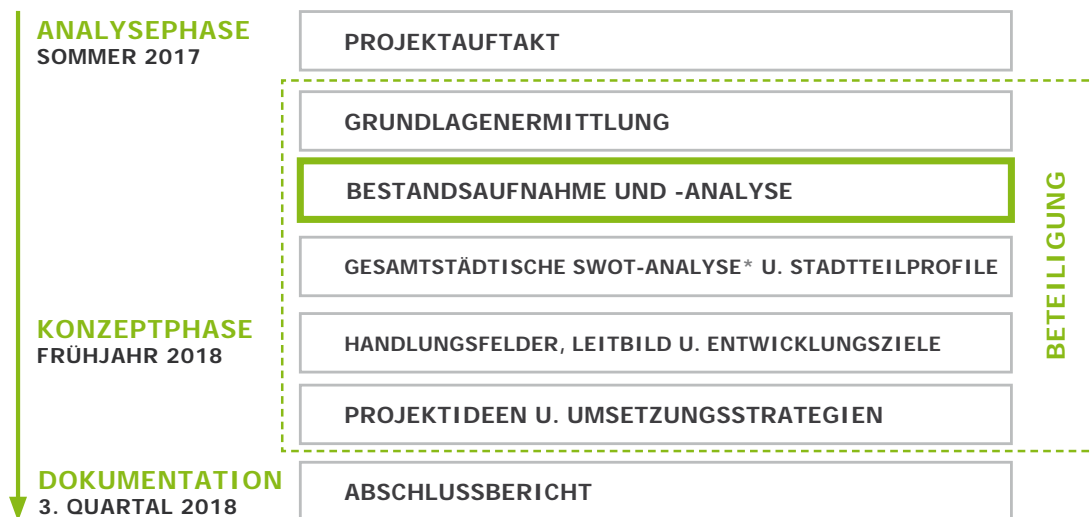 ANALYSEPHASE
SOMMER 2017
PROJEKTAUFTAKT
GRUNDLAGENERMITTLUNG
BESTANDSAUFNAHME UND -ANALYSE
GESAMTSTÄDTISCHE SWOT-ANALYSE* U. STADTTEILPROFILE
KONZEPTPHASE
FRÜHJAHR 2018
HANDLUNGSFELDER, LEITBILD U. ENTWICKLUNGSZIELE
PROJEKTIDEEN U. UMSETZUNGSSTRATEGIEN
BETEILIGUNG
DOKUMENTATION
3. QUARTAL 2018
ABSCHLUSSBERICHT